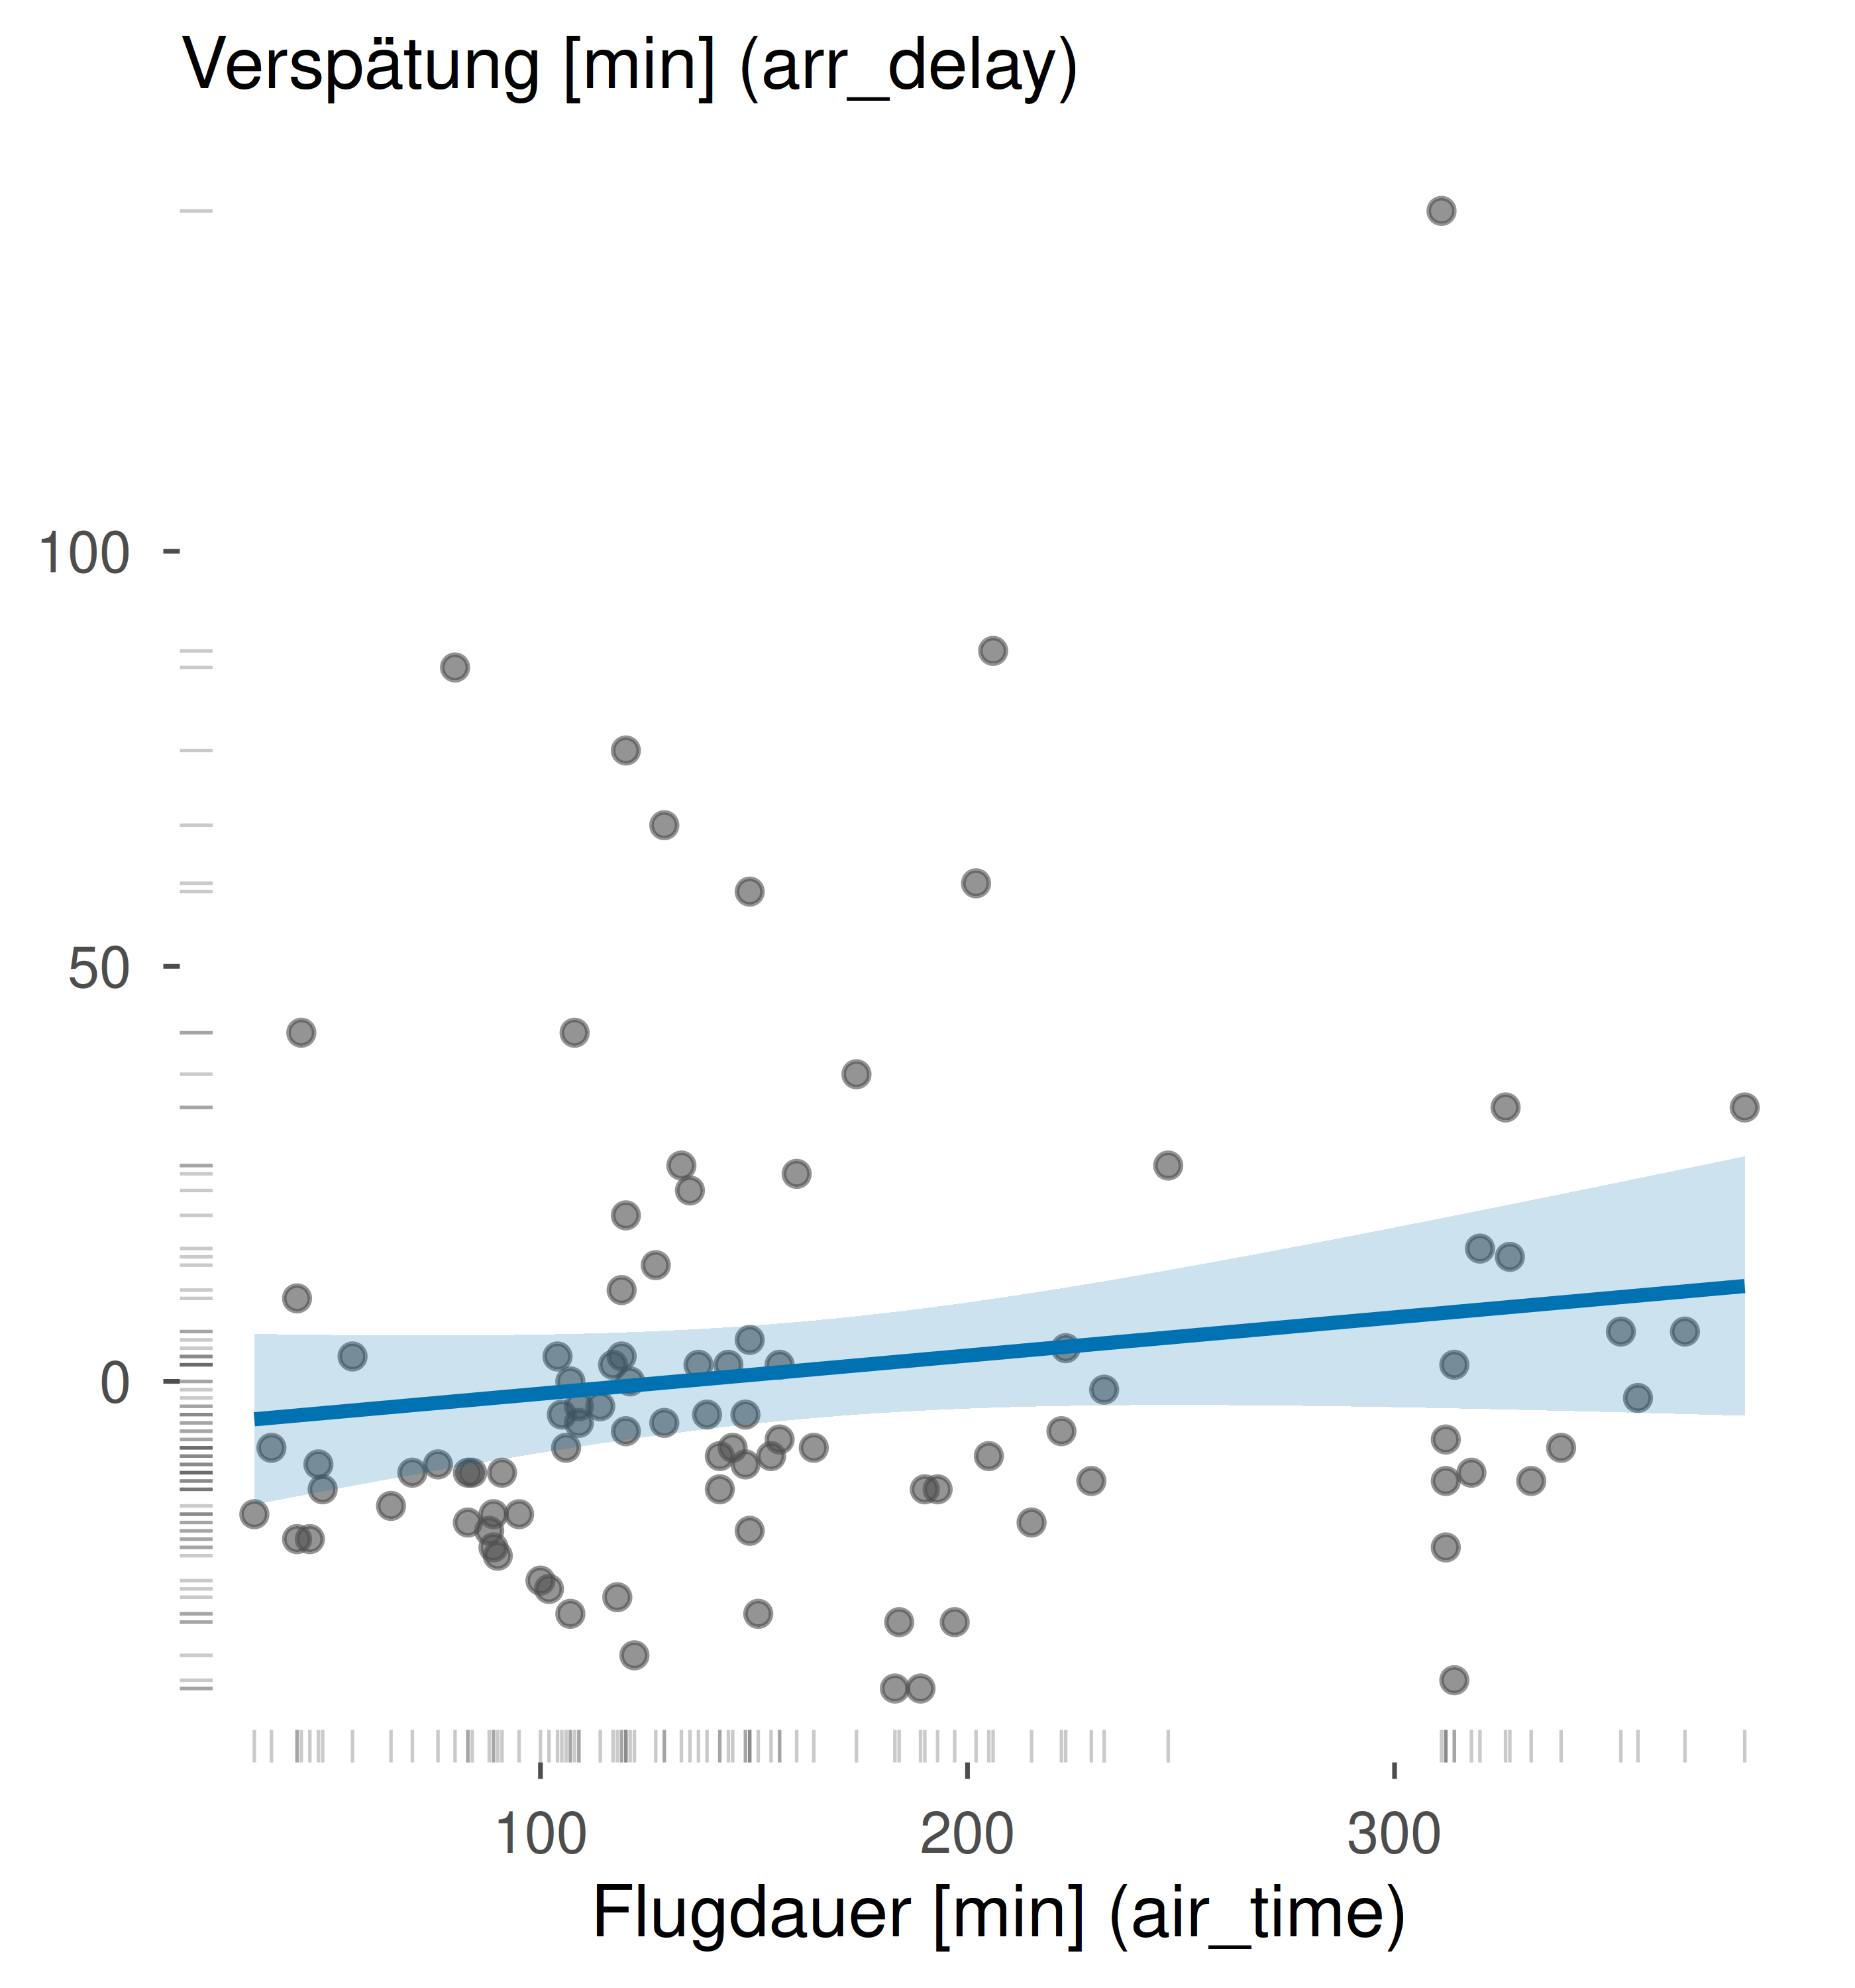 Verspätung [min] (arr_delay)
100
50
0
100 200 300
Flugdauer [min] (air_time)